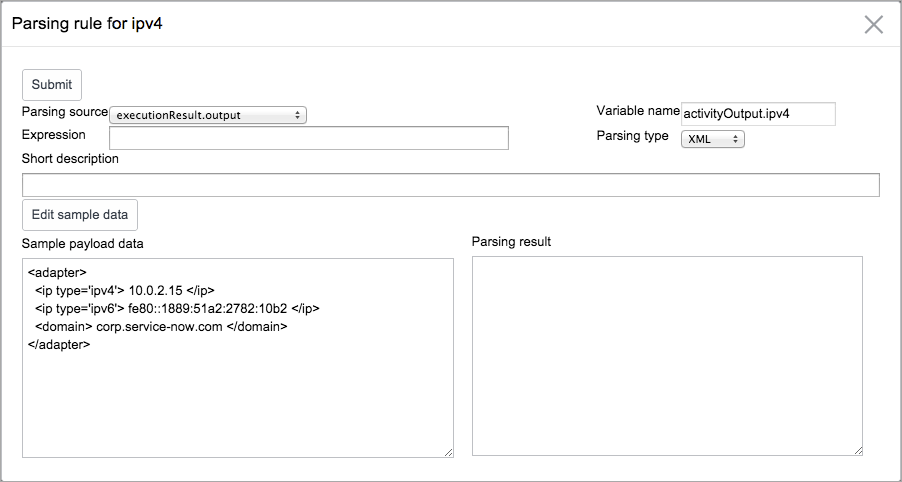 Parsing rule for ipv4
Submit
Parsing source executionResult.output Variable name activityOutput.ipv4
Expression Parsing type XML
Short description
Edit sample data
Sample payload data Parsing result
<adapter>
<ip type='ipv4'> 10.0.2.15 </ip>
<ip type='ipv6'> fe80::1889:51a2:2782:10b2 </ip>
<domain> corp.service-now.com </domain>
</adapter>